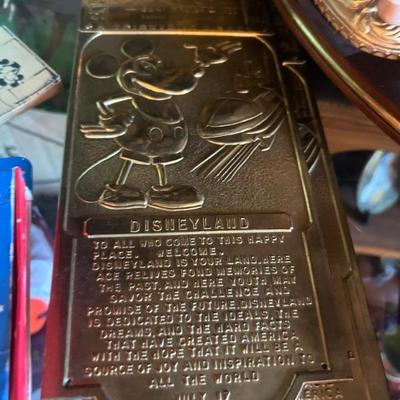 DISNEYLAND
TO ALL WHO COME TO THIS HAPPY
PLACE. WELCOME.
DISNEYLAND IS YOUR LAND. HERE
AGE RELIVES FOND MEMORIES OF
THE PAST, AND HERE YOUTH MAY
SAVOR THE CHALLENGE AND
PROMISE OF THE FUTURE. DISNEYLAND
IS DEDICATED TO THE IDEALS, THE
DREAMS, AND THE HARD FACTS
THAT HAVE CREATED AMERICA
WITH THE HOPE THAT IT WILL BE A
SOURCE OF JOY AND INSPIRATION TO
ALL THE WORLD
JULY 17